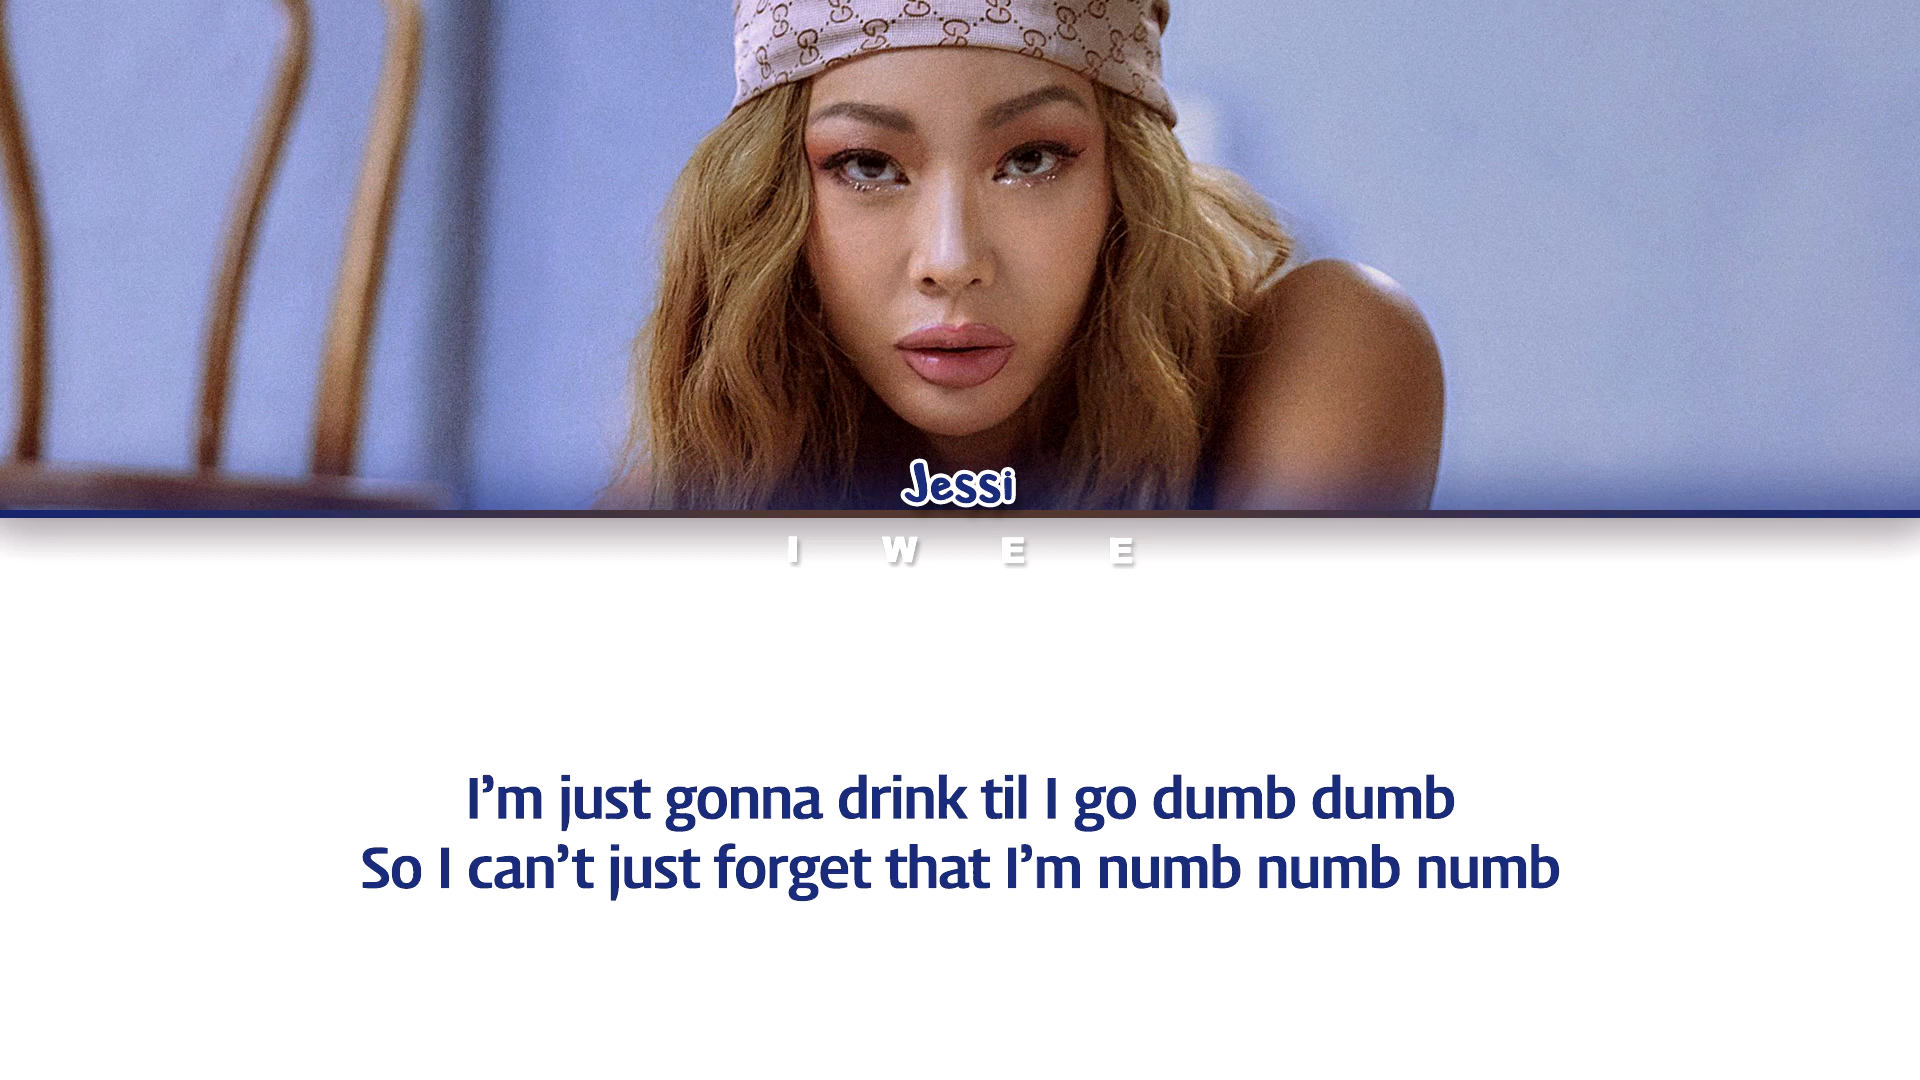 Jessi
I W E E
I’m just gonna drink til I go dumb dumb
So I can’t just forget that I’m numb numb numb